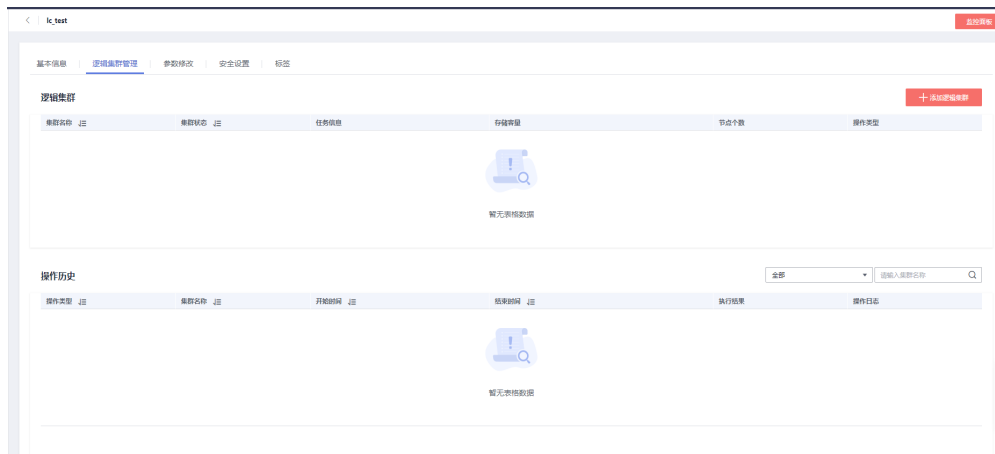 lc_test
监控面板
基本信息 逻辑集群管理 参数修改 安全设置 标签
逻辑集群
添加逻辑集群
集群名称 集群状态 任务信息 存储容量 节点个数 操作类型
暂无表格数据
操作历史
全部 请输入集群名称
操作类型 集群名称 开始时间 结束时间 执行结果 操作日志
暂无表格数据